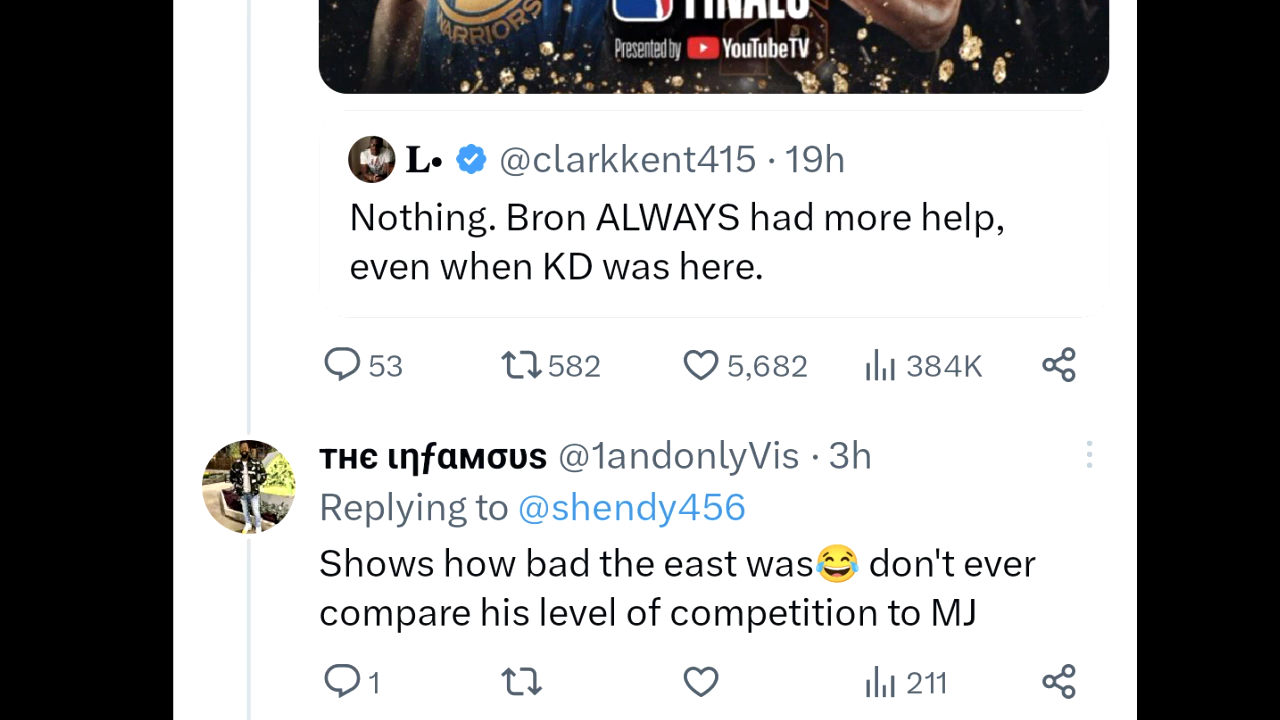 WARRIORS
FINALS
Presented by YouTubeTV
L• @clarkkent415 · 19h
Nothing. Bron ALWAYS had more help,
even when KD was here.
53 582 5,682 384K
тнє ιηfαмσυs @1andonlyVis · 3h
Replying to @shendy456
Shows how bad the east was😂 don't ever
compare his level of competition to MJ
1 211